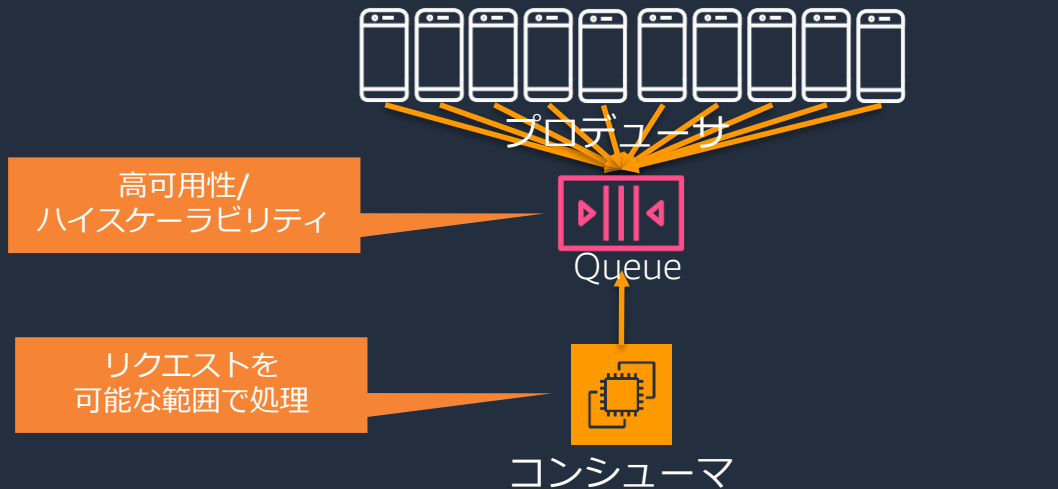 プロデューサ
高可用性/
ハイスケーラビリティ
Queue
リクエストを
可能な範囲で処理
コンシューマ